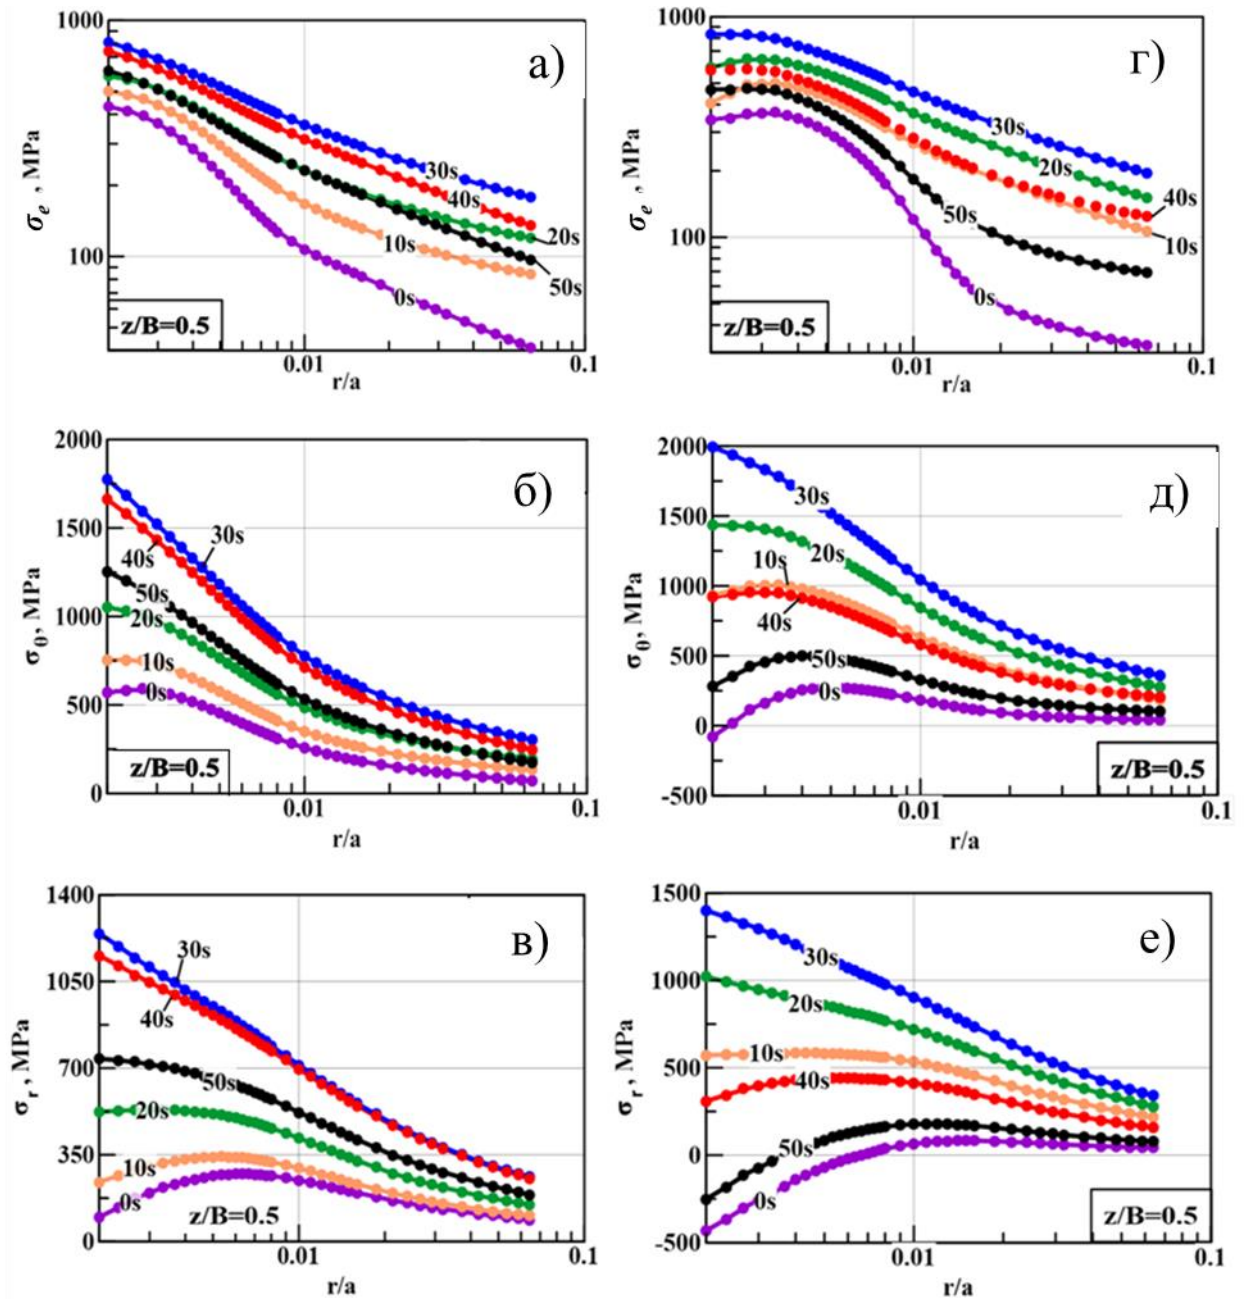 1000
а)
σe , MPa
30s
40s
20s
10s
50s
100
0s
z/B=0.5
0.01
0.1
r/a
1000
г)
σe , MPa
30s
20s
40s
10s
50s
100
0s
z/B=0.5
0.01
0.1
r/a
2000
б)
1500
30s
40s
50s
20s
1000
σθ, MPa
10s
0s
500
z/B=0.5
0
0.01
0.1
r/a
2000
д)
30s
1500
20s
10s
1000
40s
σθ, MPa
500
50s
0s
0
z/B=0.5
-500
0.01
0.1
r/a
1400
в)
30s
1050
40s
σr , MPa
700
50s
20s
350
10s
0s
z/B=0.5
0
0.01
0.1
r/a
1500
е)
30s
1000
20s
σr , MPa
10s
500
40s
50s
0
0s
z/B=0.5
-500
0.01
0.1
r/a